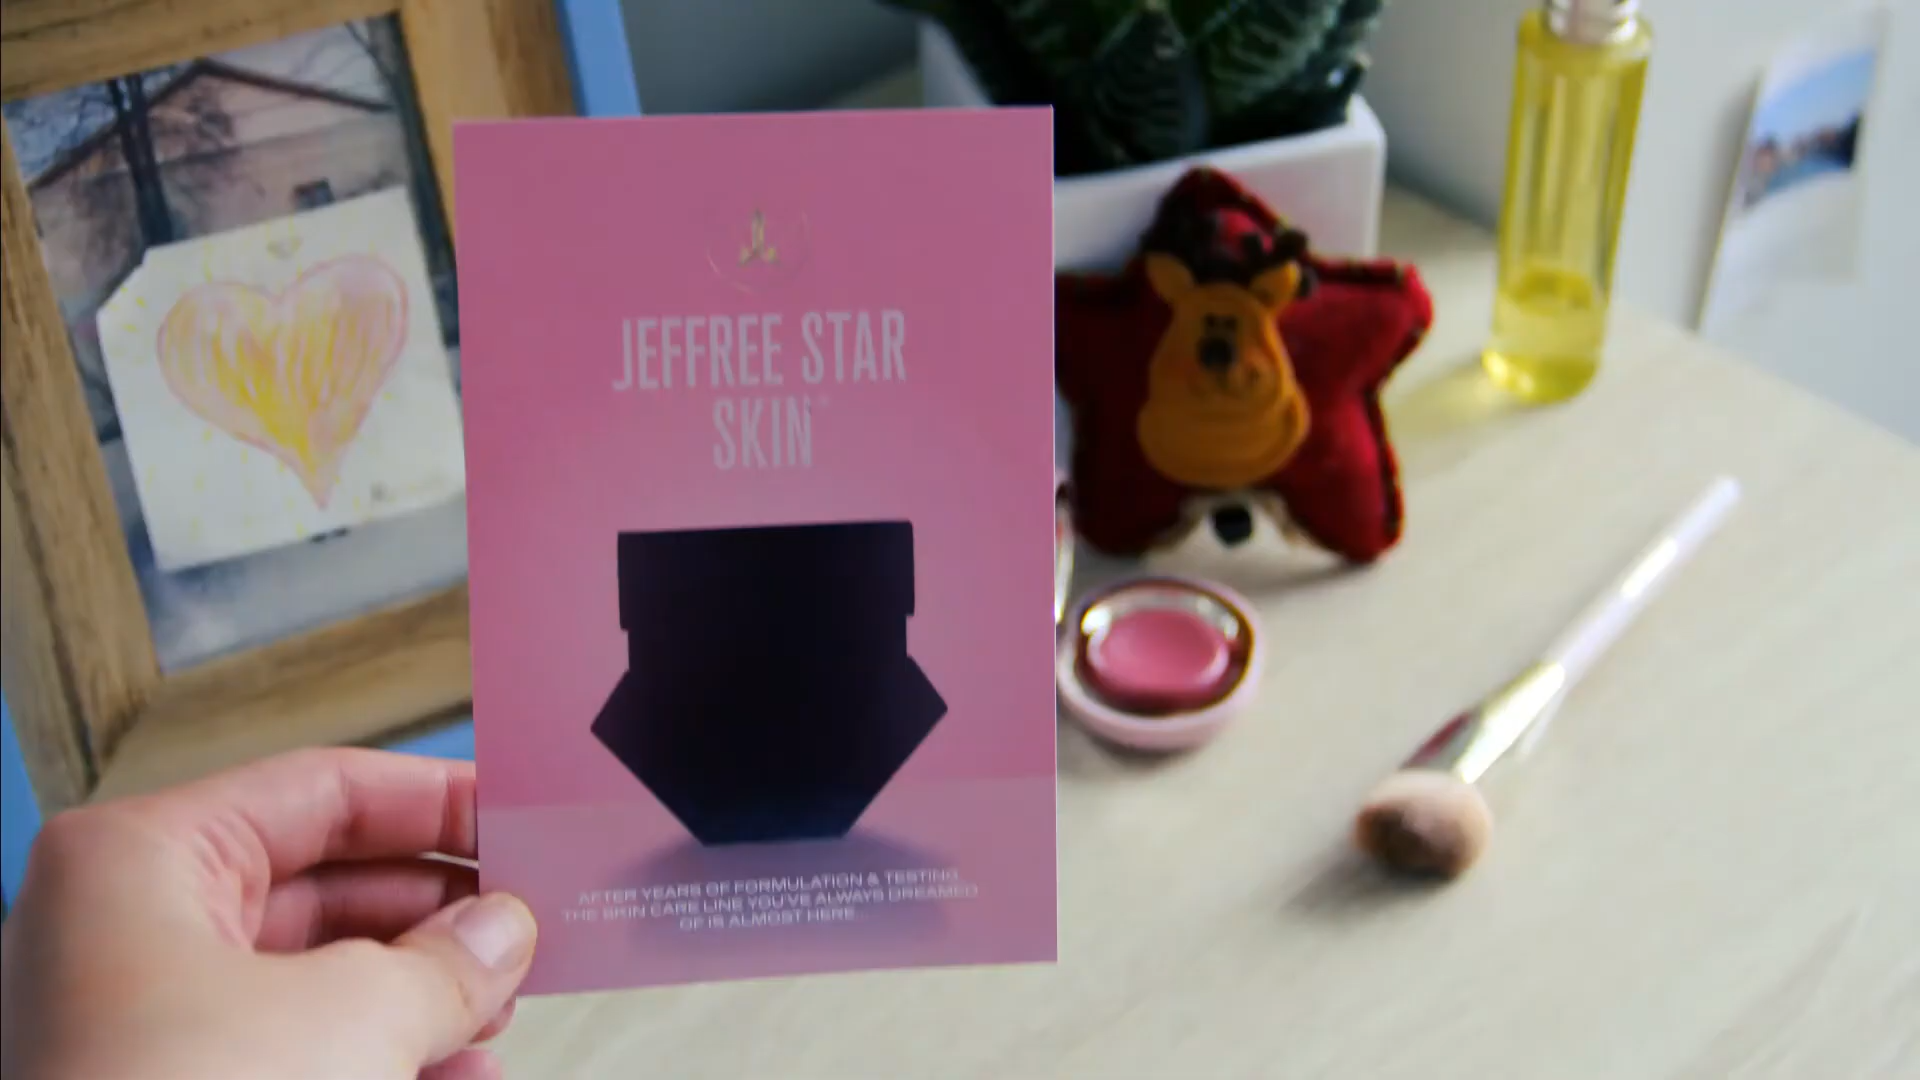 JEFFREE STAR
SKIN
AFTER YEARS OF FORMULATION & TESTING,
THE SKIN CARE LINE YOU'VE ALWAYS DREAMED
OF IS ALMOST HERE...